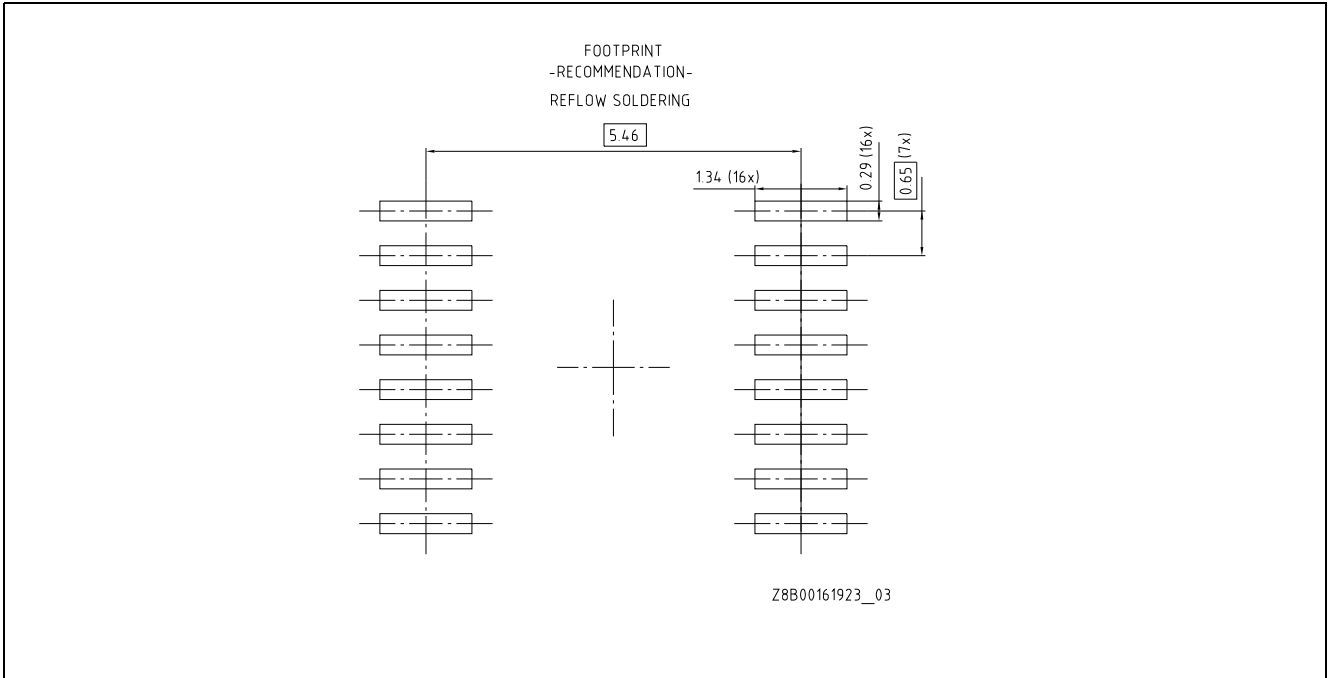 FOOTPRINT
-RECOMMENDATION-
REFLOW SOLDERING
5.46
1.34 (16x)
0.29 (16x)
0.65 (7x)
Z8B00161923_03